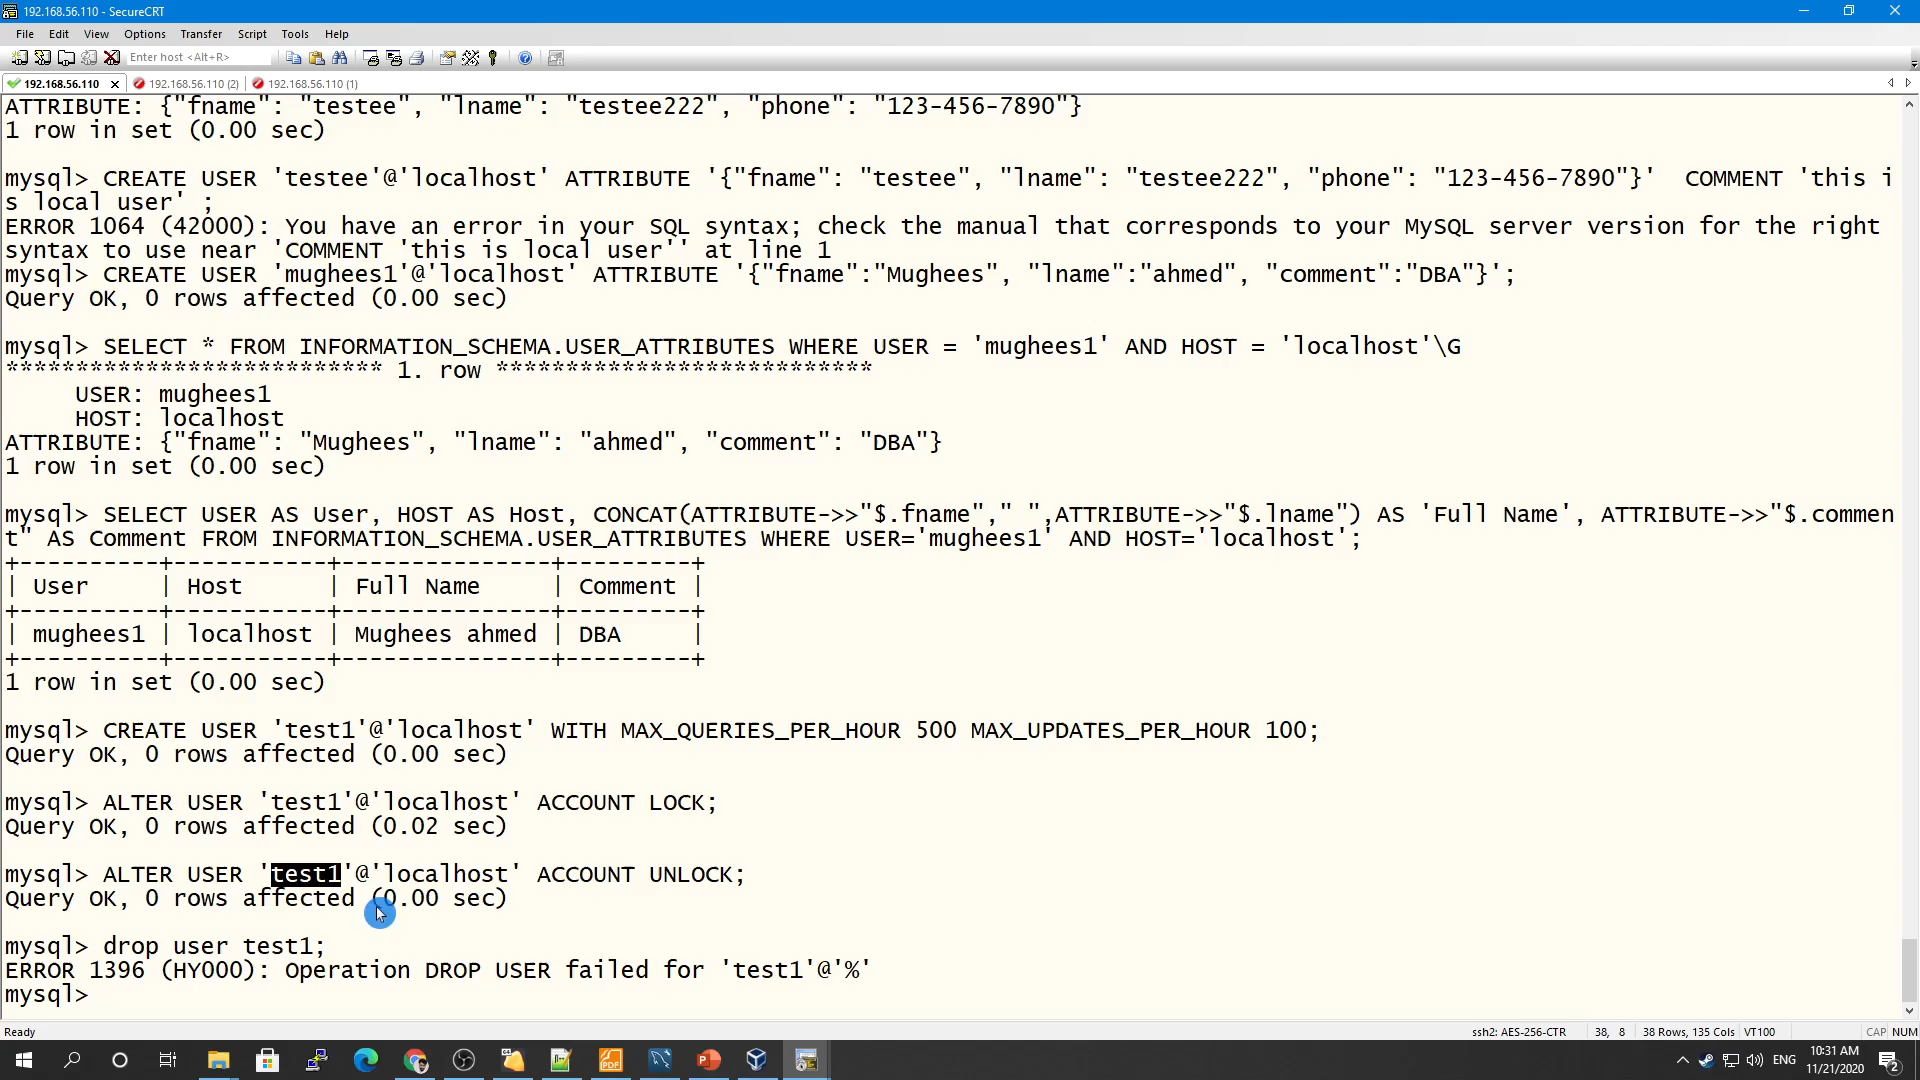 192.168.56.110 - SecureCRT
File Edit View Options Transfer Script Tools Help
Enter host <Alt+R>
192.168.56.110 192.168.56.110 (2) 192.168.56.110 (1)
ATTRIBUTE: {"fname": "testee", "lname": "testee222", "phone": "123-456-7890"}
1 row in set (0.00 sec)
mysql> CREATE USER 'testee'@'localhost' ATTRIBUTE '{"fname": "testee", "lname": "testee222", "phone": "123-456-7890"}'  COMMENT 'this i
s local user' ;
ERROR 1064 (42000): You have an error in your SQL syntax; check the manual that corresponds to your MySQL server version for the right
syntax to use near 'COMMENT 'this is local user'' at line 1
mysql> CREATE USER 'mughees1'@'localhost' ATTRIBUTE '{"fname":"Mughees", "lname":"ahmed", "comment":"DBA"}';
Query OK, 0 rows affected (0.00 sec)
mysql> SELECT * FROM INFORMATION_SCHEMA.USER_ATTRIBUTES WHERE USER = 'mughees1' AND HOST = 'localhost'\G
*************************** 1. row ***************************
USER: mughees1
HOST: localhost
ATTRIBUTE: {"fname": "Mughees", "lname": "ahmed", "comment": "DBA"}
1 row in set (0.00 sec)
mysql> SELECT USER AS User, HOST AS Host, CONCAT(ATTRIBUTE->>"$.fname"," ",ATTRIBUTE->>"$.lname") AS 'Full Name', ATTRIBUTE->>"$.commen
t" AS Comment FROM INFORMATION_SCHEMA.USER_ATTRIBUTES WHERE USER='mughees1' AND HOST='localhost';
+----------+-----------+---------------+---------+
| User     | Host      | Full Name     | Comment |
+----------+-----------+---------------+---------+
| mughees1 | localhost | Mughees ahmed | DBA     |
+----------+-----------+---------------+---------+
1 row in set (0.00 sec)
mysql> CREATE USER 'test1'@'localhost' WITH MAX_QUERIES_PER_HOUR 500 MAX_UPDATES_PER_HOUR 100;
Query OK, 0 rows affected (0.00 sec)
mysql> ALTER USER 'test1'@'localhost' ACCOUNT LOCK;
Query OK, 0 rows affected (0.02 sec)
mysql> ALTER USER 'test1'@'localhost' ACCOUNT UNLOCK;
Query OK, 0 rows affected (0.00 sec)
mysql> drop user test1;
ERROR 1396 (HY000): Operation DROP USER failed for 'test1'@'%'
mysql>
Ready ssh2: AES-256-CTR 38, 8 38 Rows, 135 Cols VT100 CAP NUM
ENG 10:31 AM
11/21/2020 2